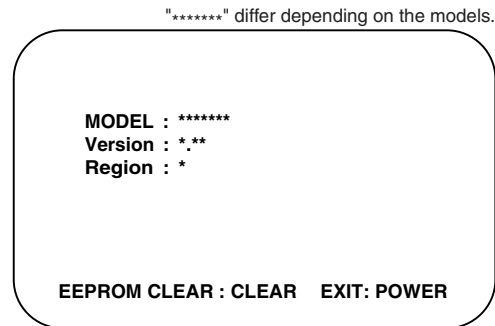 "*******" differ depending on the models.
MODEL : *******
Version : *.**
Region : *
EEPROM CLEAR : CLEAR EXIT: POWER